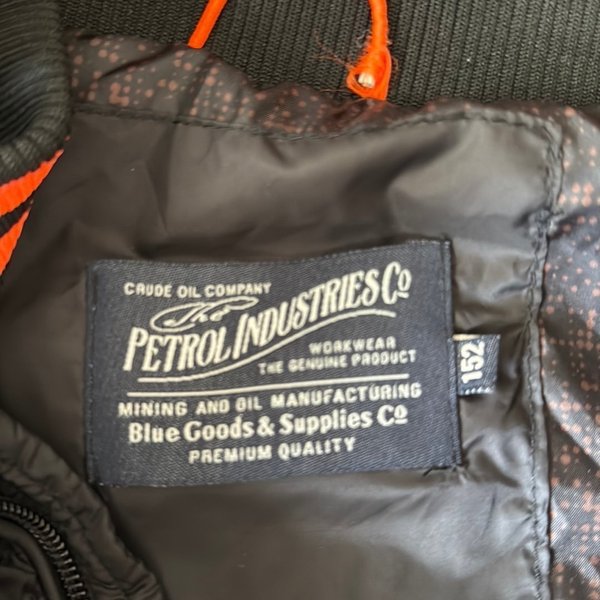 CRUDE OIL COMPANY
The
PETROL INDUSTRIES Co
WORKWEAR
THE GENUINE PRODUCT
MINING AND OIL MANUFACTURING
Blue Goods & Supplies Co
PREMIUM QUALITY
152